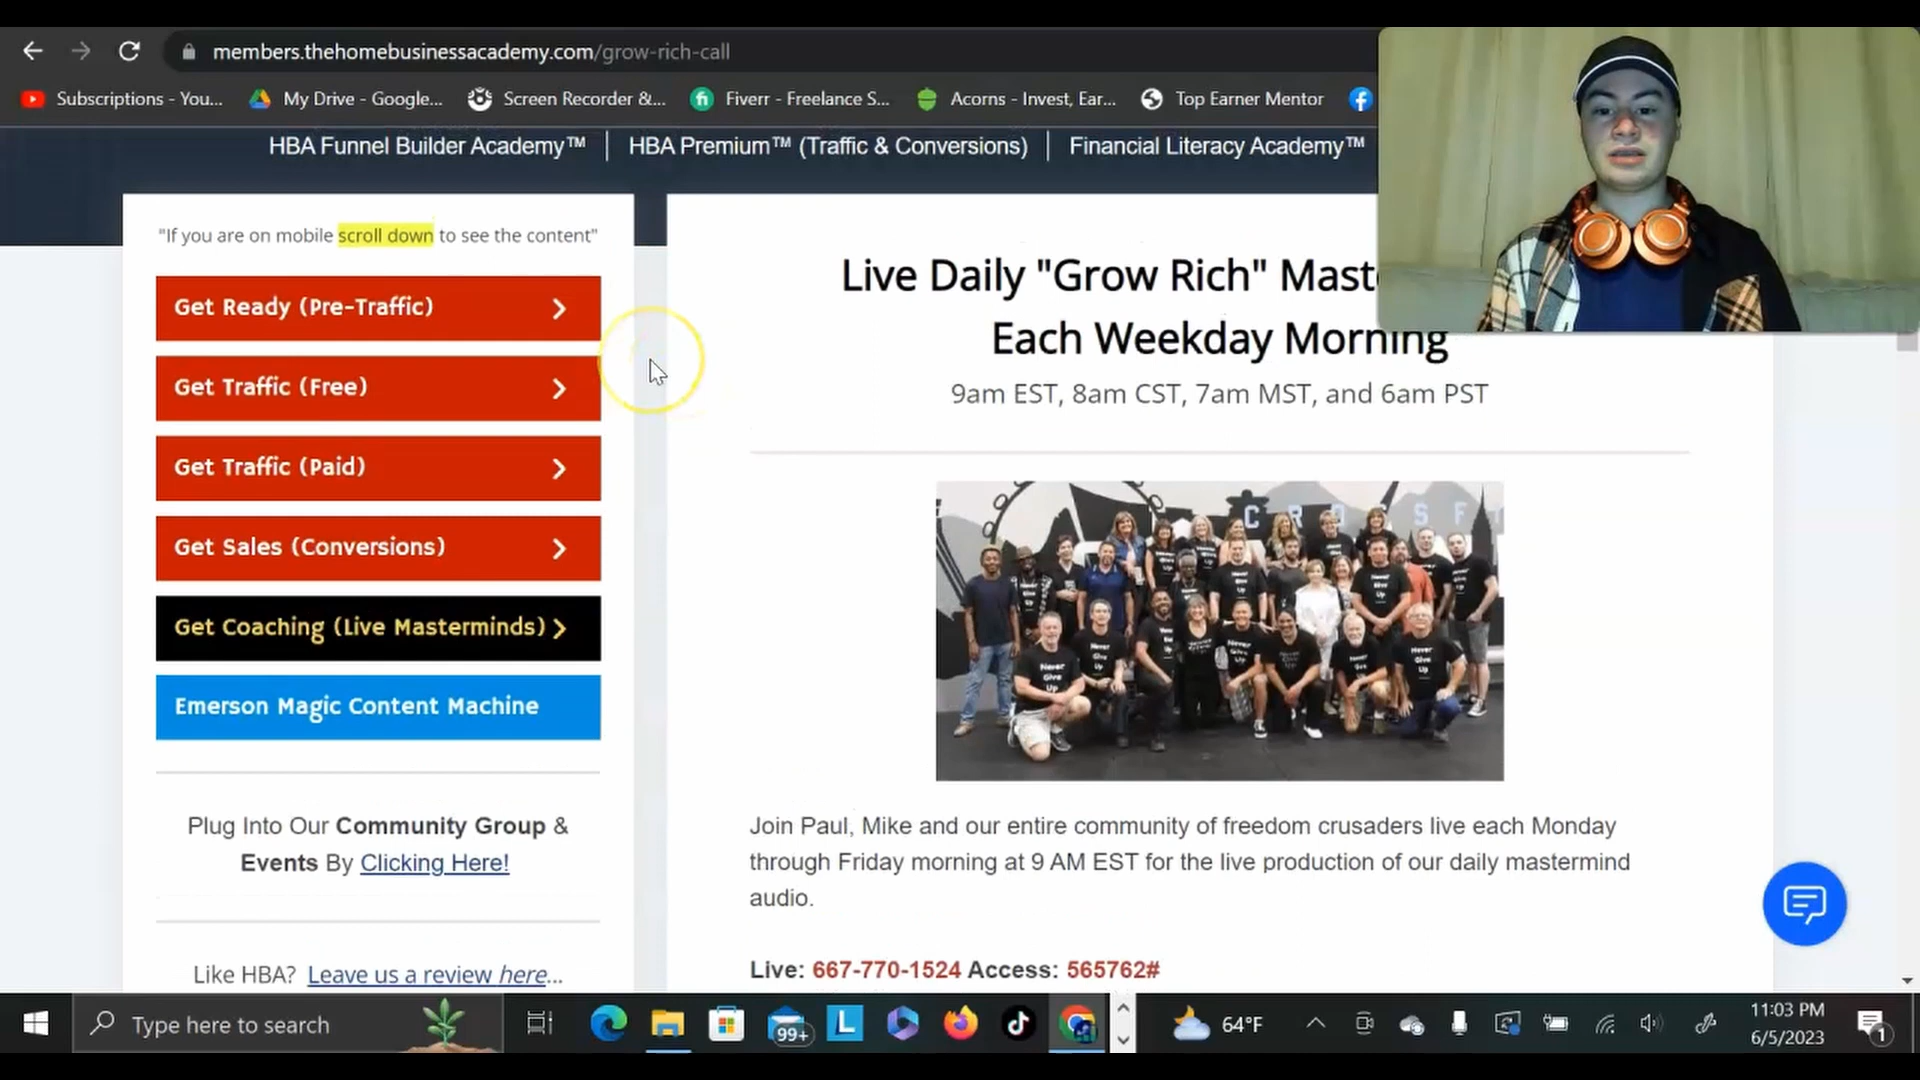 members.thehomebusinessacademy.com/grow-rich-call
Subscriptions - You...
My Drive - Google...
Screen Recorder &...
Fiverr - Freelance S...
Acorns - Invest, Ear...
Top Earner Mentor
HBA Funnel Builder Academy™
HBA Premium™ (Traffic & Conversions)
Financial Literacy Academy™
"If you are on mobile scroll down to see the content"
Get Ready (Pre-Traffic)
Get Traffic (Free)
Get Traffic (Paid)
Get Sales (Conversions)
Get Coaching (Live Masterminds)
Emerson Magic Content Machine
Plug Into Our Community Group &
Events By Clicking Here!
Like HBA? Leave us a review here...
Live Daily "Grow Rich" Mast
Each Weekday Morning
9am EST, 8am CST, 7am MST, and 6am PST
Join Paul, Mike and our entire community of freedom crusaders live each Monday
through Friday morning at 9 AM EST for the live production of our daily mastermind
audio.
Live: 667-770-1524 Access: 565762#
Type here to search
99+
64°F
11:03 PM
6/5/2023
1